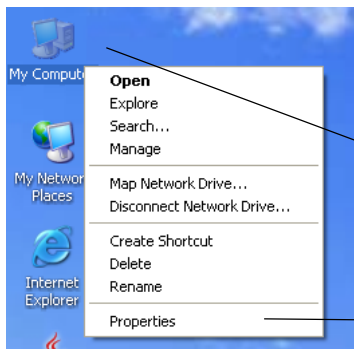 My Comput
Open
Explore
Search...
Manage
Map Network Drive...
Disconnect Network Drive...
Create Shortcut
Delete
Rename
Properties
My Networ
Places
Internet
Explorer